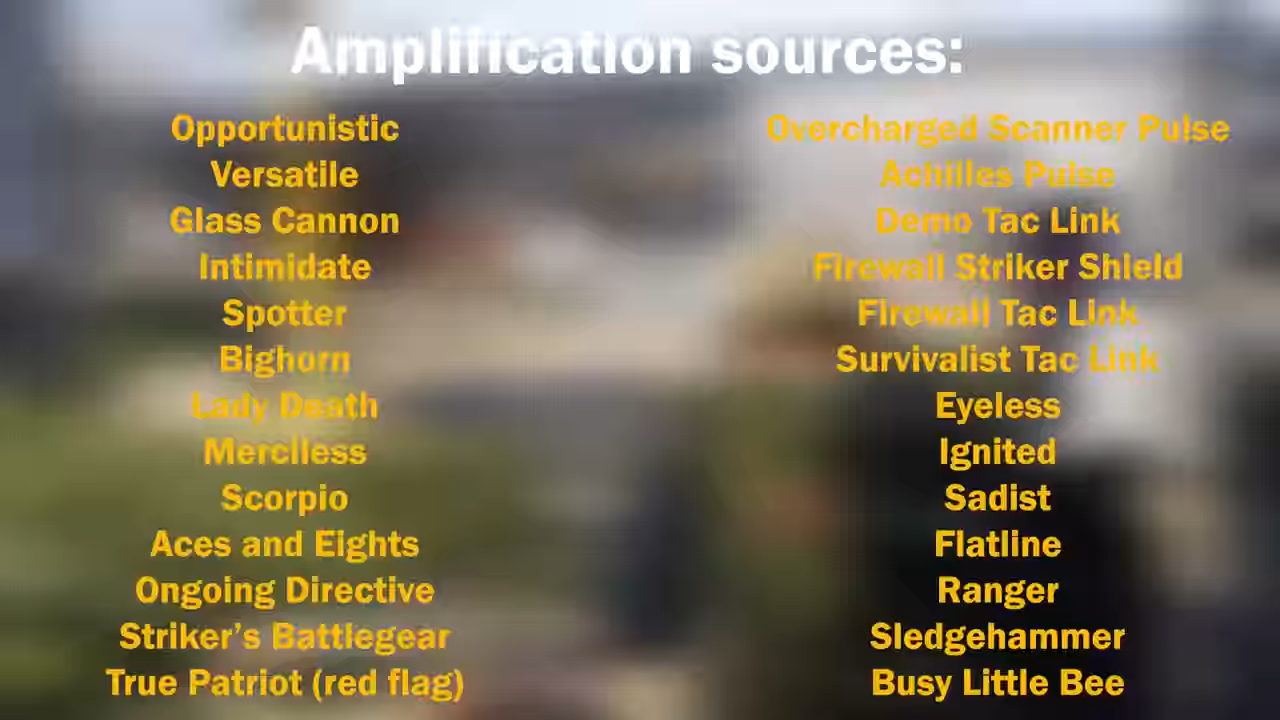 Amplification sources:
Opportunistic
Versatile
Glass Cannon
Intimidate
Spotter
Bighorn
Lady Death
Merciless
Scorpio
Aces and Eights
Ongoing Directive
Striker’s Battlegear
True Patriot (red flag)
Overcharged Scanner Pulse
Achilles Pulse
Demo Tac Link
Firewall Striker Shield
Firewall Tac Link
Survivalist Tac Link
Eyeless
Ignited
Sadist
Flatline
Ranger
Sledgehammer
Busy Little Bee